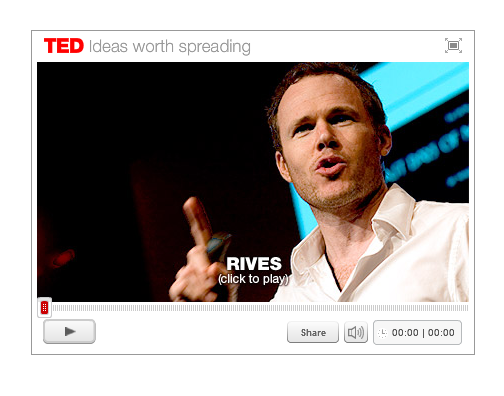 TED Ideas worth spreading
RIVES
(click to play)
Share
00:00 | 00:00